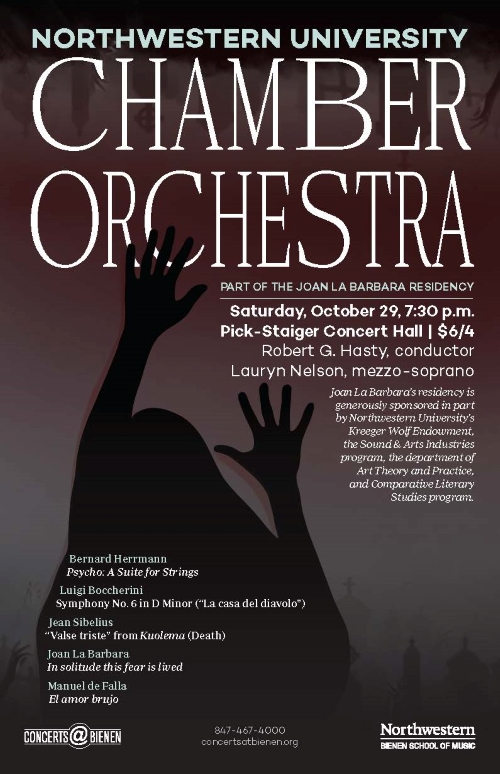 NORTHWESTERN UNIVERSITY
CHAMBER
ORCHESTRA
PART OF THE JOAN LA BARBARA RESIDENCY
Saturday, October 29, 7:30 p.m.
Pick-Staiger Concert Hall | $6/4
Robert G. Hasty, conductor
Lauryn Nelson, mezzo-soprano
Joan La Barbara's residency is
generously sponsored in part
by Northwestern University's
Kreeger Wolf Endowment,
the Sound & Arts Industries
program, the department of
Art Theory and Practice,
and Comparative Literary
Studies program.
Bernard Herrmann
Psycho: A Suite for Strings
Luigi Boccherini
Symphony No. 6 in D Minor ("La casa del diavolo")
Jean Sibelius
"Valse triste" from Kuolema (Death)
Joan La Barbara
In solitude this fear is lived
Manuel de Falla
El amor brujo
CONCERTS@BIENEN
847-467-4000
concertsatbienen.org
Northwestern
BIENEN SCHOOL OF MUSIC